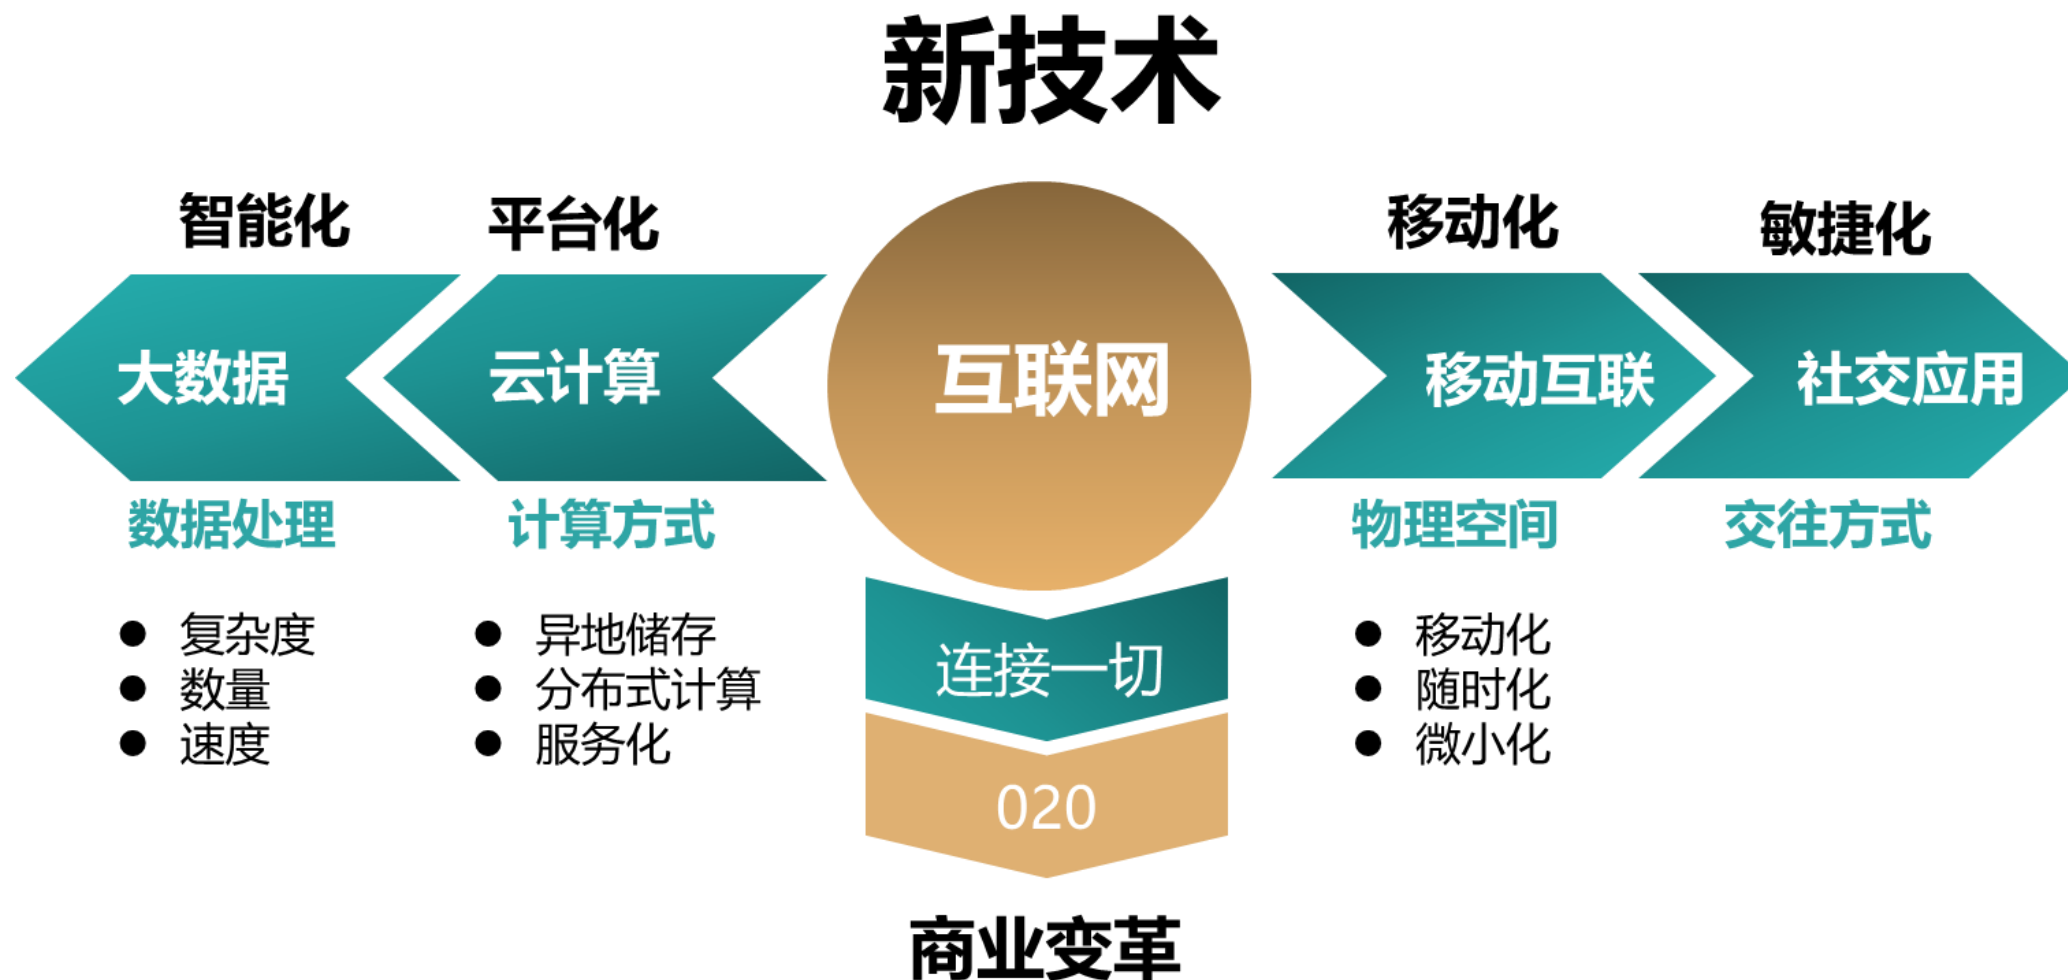 新技术
智能化
平台化
移动化
敏捷化
大数据
云计算
互联网
移动互联
社交应用
数据处理
计算方式
物理空间
交往方式
● 复杂度
● 数量
● 速度
● 异地储存
● 分布式计算
● 服务化
● 移动化
● 随时化
● 微小化
连接一切
020
商业变革